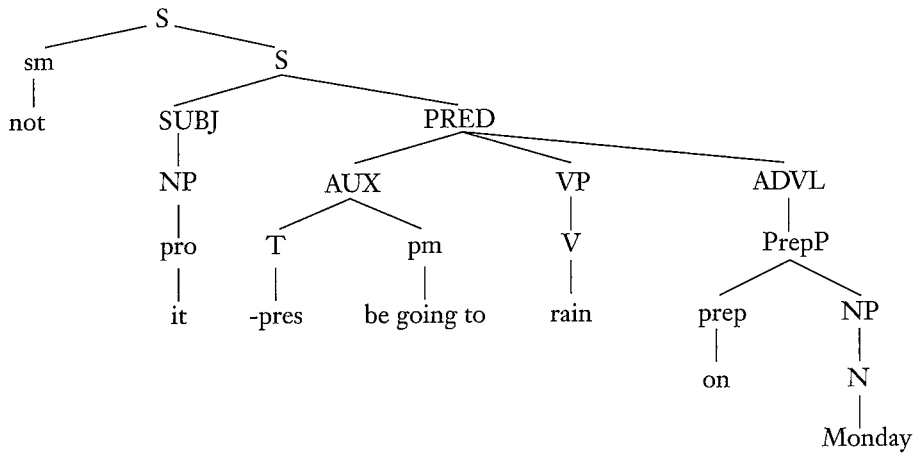 S
sm S
not SUBJ PRED
NP AUX VP ADVL
pro T pm V PrepP
it -pres be going to rain prep NP
on N
Monday